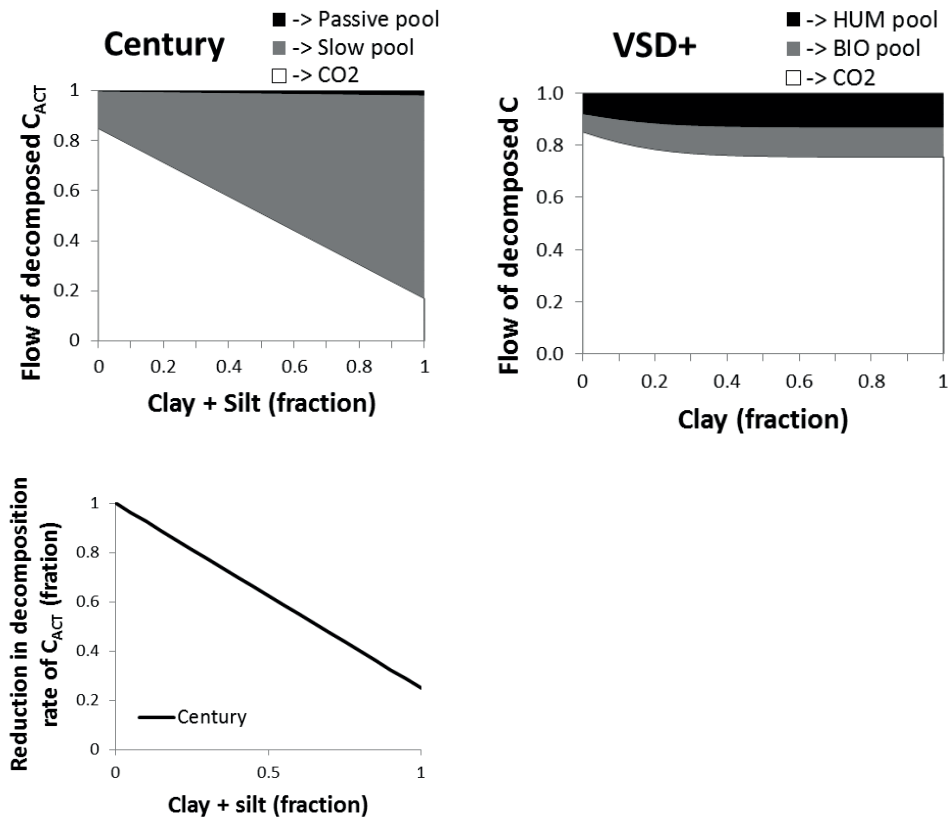 Century
-> Passive pool
-> Slow pool
-> CO2
Flow of decomposed C_ACT
1
0.8
0.6
0.4
0.2
0
0 0.2 0.4 0.6 0.8 1
Clay + Silt (fraction)
VSD+
-> HUM pool
-> BIO pool
-> CO2
Flow of decomposed C
1.0
0.8
0.6
0.4
0.2
0.0
0 0.2 0.4 0.6 0.8 1
Clay (fraction)
Reduction in decomposition
rate of C_ACT (fration)
1
0.8
0.6
0.4
0.2
0
Century
0 0.5 1
Clay + silt (fraction)